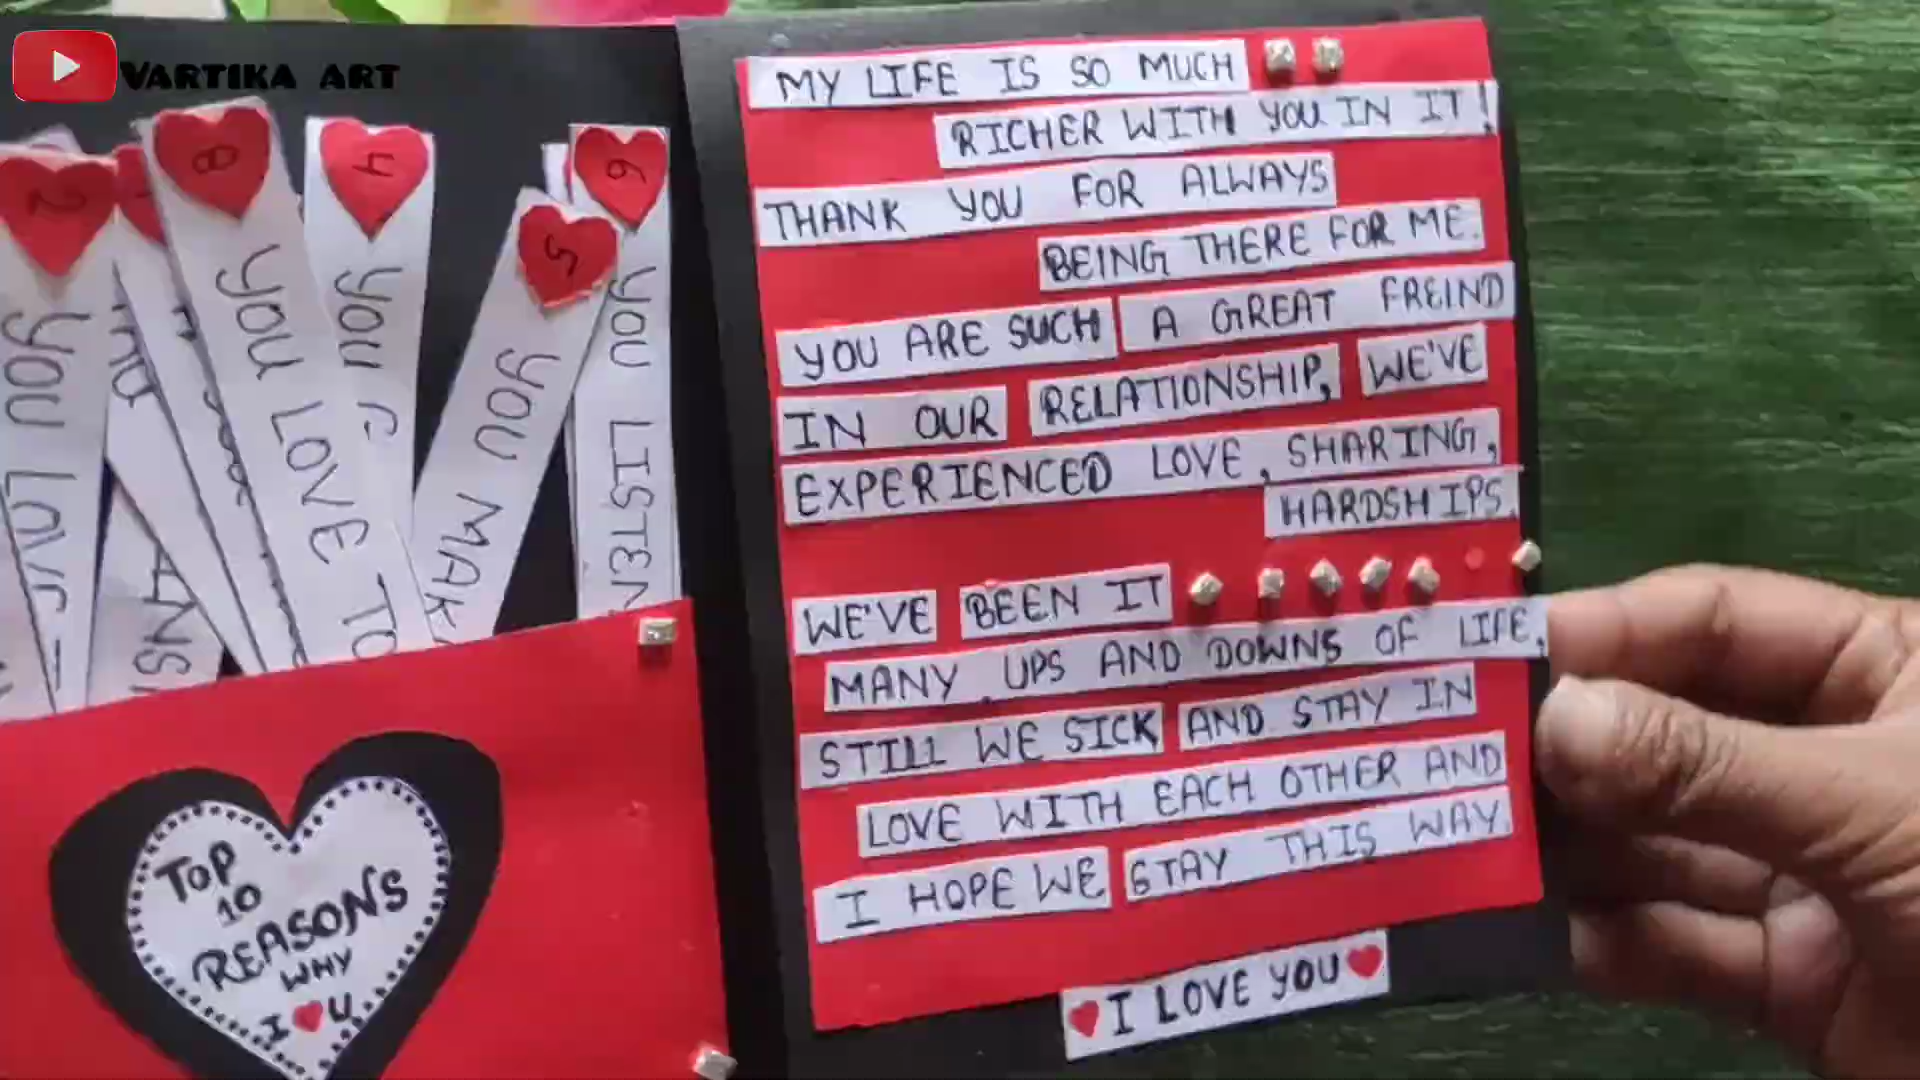 VARTIKA ART
2
8
4
5
6
YOU LOVE
YOU LOVE TO
YOU
YOU MAK
YOU LISTEN
TOP
10
REASONS
WHY
I ❤ U
MY LIFE IS SO MUCH
RICHER WITH YOU IN IT!
THANK YOU FOR ALWAYS
BEING THERE FOR ME.
YOU ARE SUCH A GREAT FREIND
IN OUR RELATIONSHIP, WE'VE
EXPERIENCED LOVE, SHARING,
HARDSHIPS.
WE'VE BEEN IT
MANY UPS AND DOWNS OF LIFE,
STILL WE SICK AND STAY IN
LOVE WITH EACH OTHER AND
I HOPE WE STAY THIS WAY.
❤ I LOVE YOU ❤